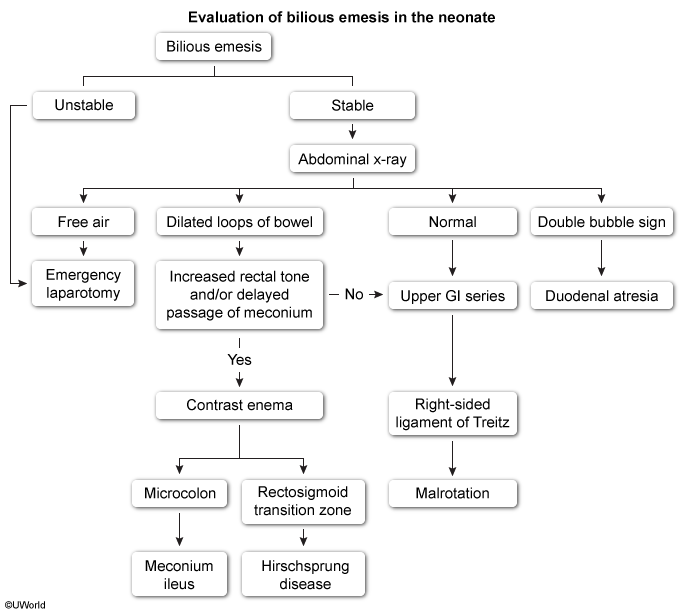 Evaluation of bilious emesis in the neonate
Bilious emesis
Unstable
Stable
Abdominal x-ray
Free air
Dilated loops of bowel
Normal
Double bubble sign
Emergency
laparotomy
Increased rectal tone
and/or delayed
passage of meconium
No
Upper GI series
Duodenal atresia
Yes
Contrast enema
Right-sided
ligament of Treitz
Microcolon
Rectosigmoid
transition zone
Malrotation
Meconium
ileus
Hirschsprung
disease
©UWorld